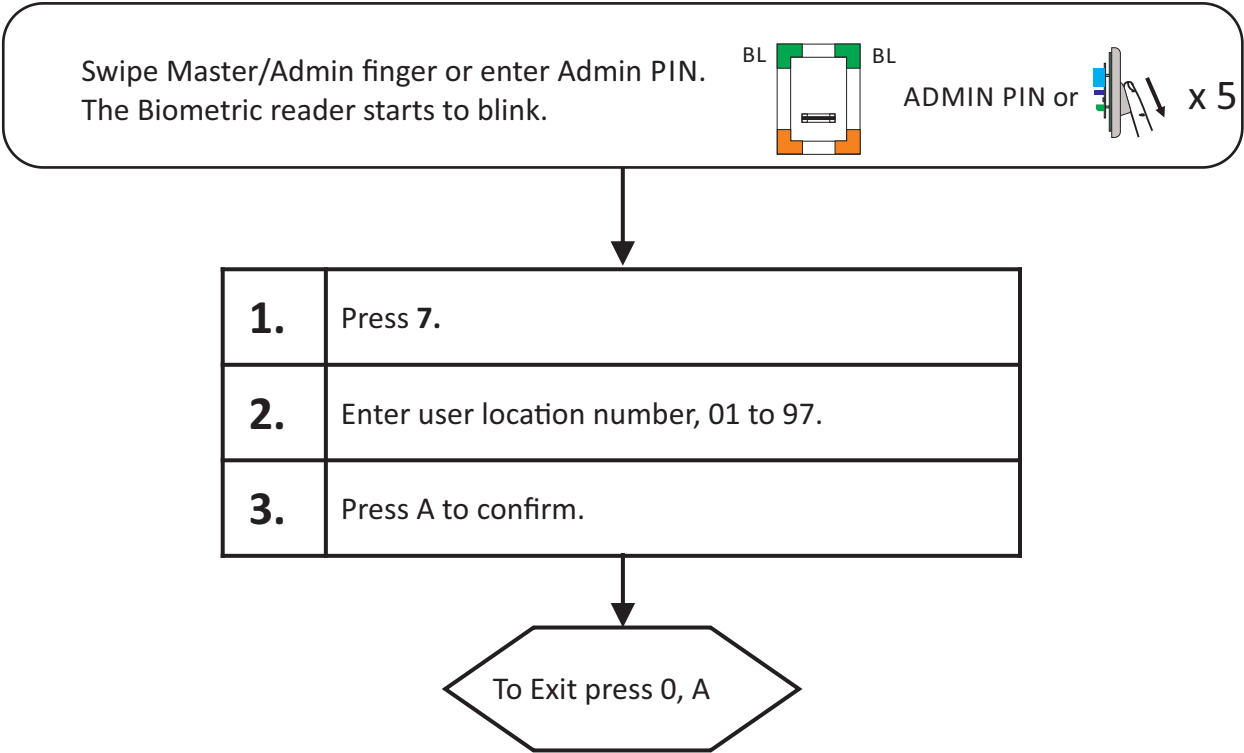 Swipe Master/Admin finger or enter Admin PIN.
The Biometric reader starts to blink.
BL
BL
ADMIN PIN or
x 5
1.
Press 7.
2.
Enter user location number, 01 to 97.
3.
Press A to confirm.
To Exit press 0, A